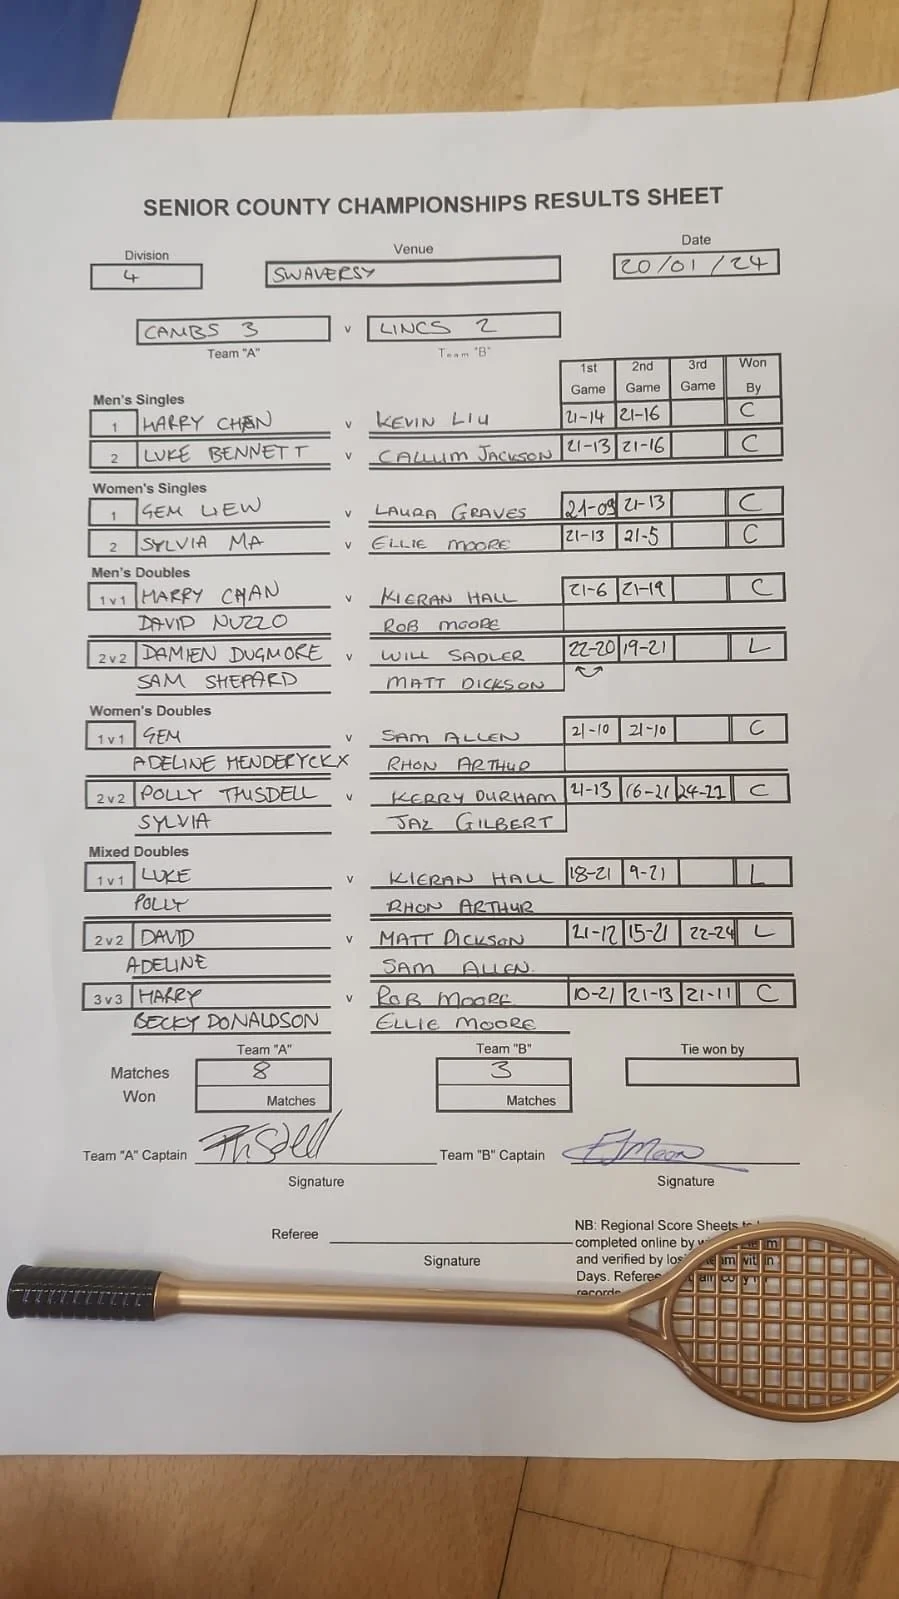 SENIOR COUNTY CHAMPIONSHIPS RESULTS SHEET
Division Venue Date
4 SWAVERSY 20/01/24
CAMBS 3 v LINCS 2
Team "A" Team "B"
1st Game 2nd Game 3rd Game Won By
Men's Singles
1 HARRY CHAN v KEVIN LIU 21-14 21-16 C
2 LUKE BENNETT v CALLUM JACKSON 21-13 21-16 C
Women's Singles
1 GEM LIEW v LAURA GRAVES 21-09 21-13 C
2 SYLVIA MA v ELLIE MOORE 21-13 21-5 C
Men's Doubles
1 v 1 HARRY CHAN v KIERAN HALL 21-6 21-19 C
DAVID NUZZO ROB MOORE
2 v 2 DAMIEN DUGMORE v WILL SADLER 22-20 19-21 L
SAM SHEPARD MATT DICKSON
Women's Doubles
1 v 1 GEM v SAM ALLEN 21-10 21-10 C
ADELINE HENDERYCKX RHON ARTHUR
2 v 2 POLLY THSDELL v KERRY DURHAM 21-13 16-21 24-22 C
SYLVIA JAZ GILBERT
Mixed Doubles
1 v 1 LUKE v KIERAN HALL 18-21 9-21 L
POLLY RHON ARTHUR
2 v 2 DAVID v MATT DICKSON 21-12 15-21 22-24 L
ADELINE SAM ALLEN.
3 v 3 HARRY v ROB MOORE 10-21 21-13 21-11 C
BECKY DONALDSON ELLIE MOORE
Team "A" Team "B" Tie won by
Matches Won 8 3
Matches Matches
Team "A" Captain Team "B" Captain
Signature Signature
Referee
Signature
NB: Regional Score Sheets
completed online by
and verified by
Days.
records